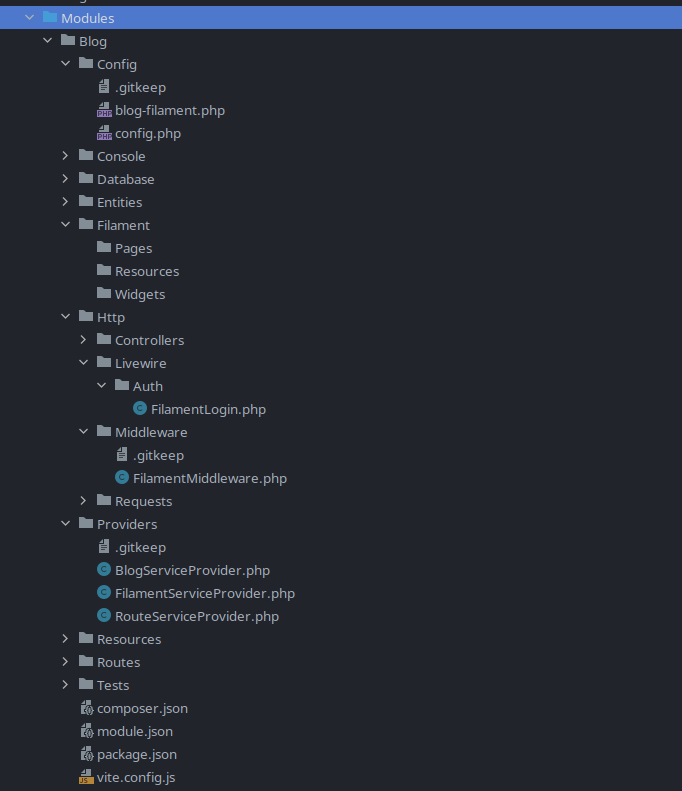 Modules
Blog
Config
.gitkeep
blog-filament.php
config.php
Console
Database
Entities
Filament
Pages
Resources
Widgets
Http
Controllers
Livewire
Auth
FilamentLogin.php
Middleware
.gitkeep
FilamentMiddleware.php
Requests
Providers
.gitkeep
BlogServiceProvider.php
FilamentServiceProvider.php
RouteServiceProvider.php
Resources
Routes
Tests
composer.json
module.json
package.json
vite.config.js